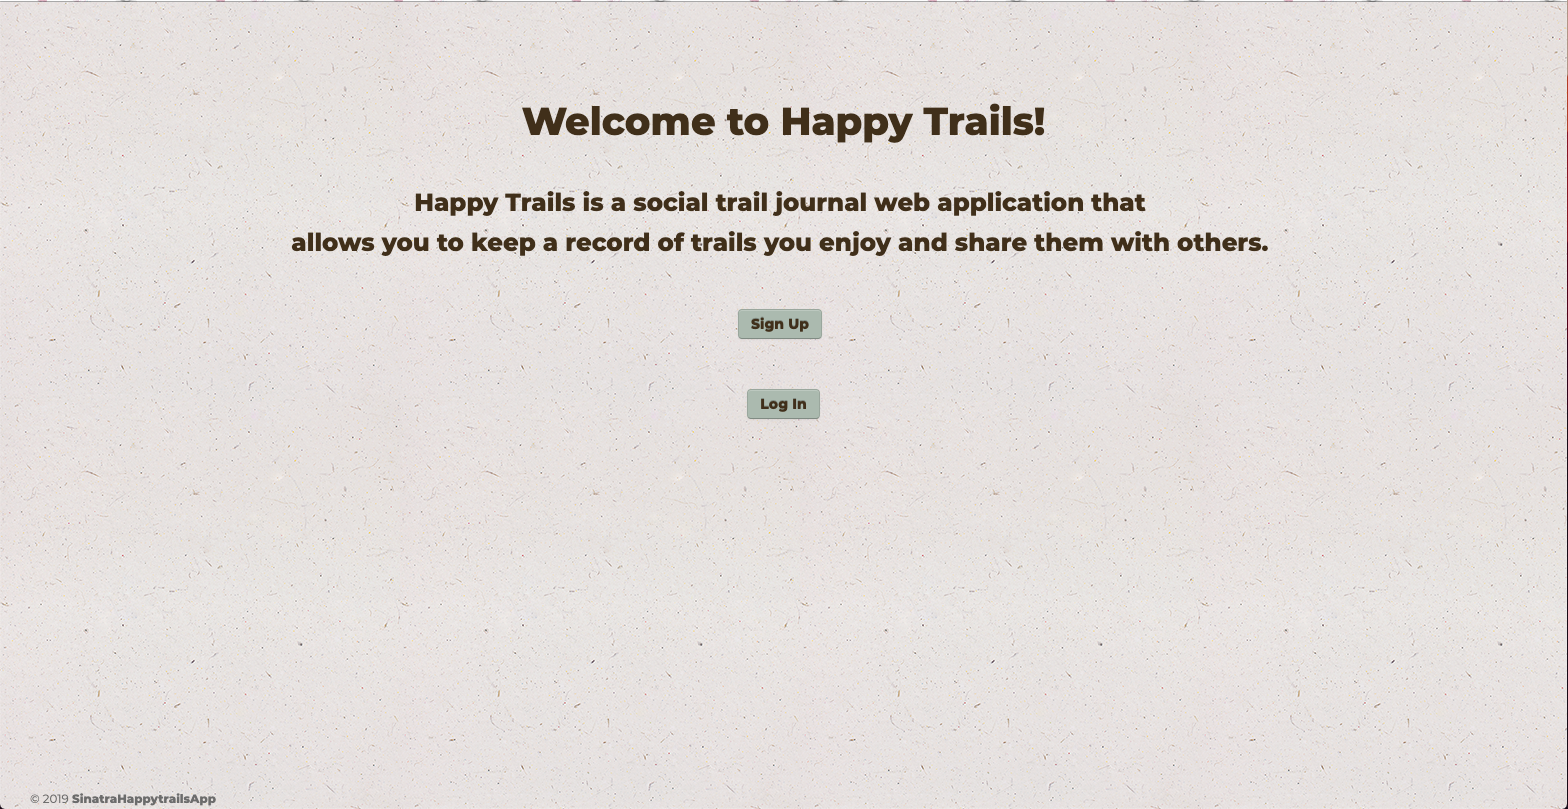 Welcome to Happy Trails!
Happy Trails is a social trail journal web application that
allows you to keep a record of trails you enjoy and share them with others.
Sign Up
Log In
© 2019 SinatraHappytrailsApp